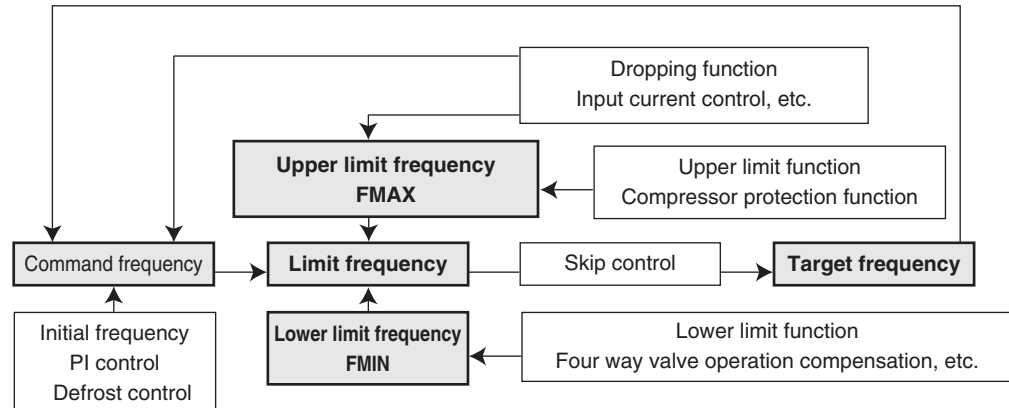 Dropping function
Input current control, etc.
Upper limit frequency
FMAX
Upper limit function
Compressor protection function
Command frequency
Limit frequency
Skip control
Target frequency
Initial frequency
PI control
Defrost control
Lower limit frequency
FMIN
Lower limit function
Four way valve operation compensation, etc.